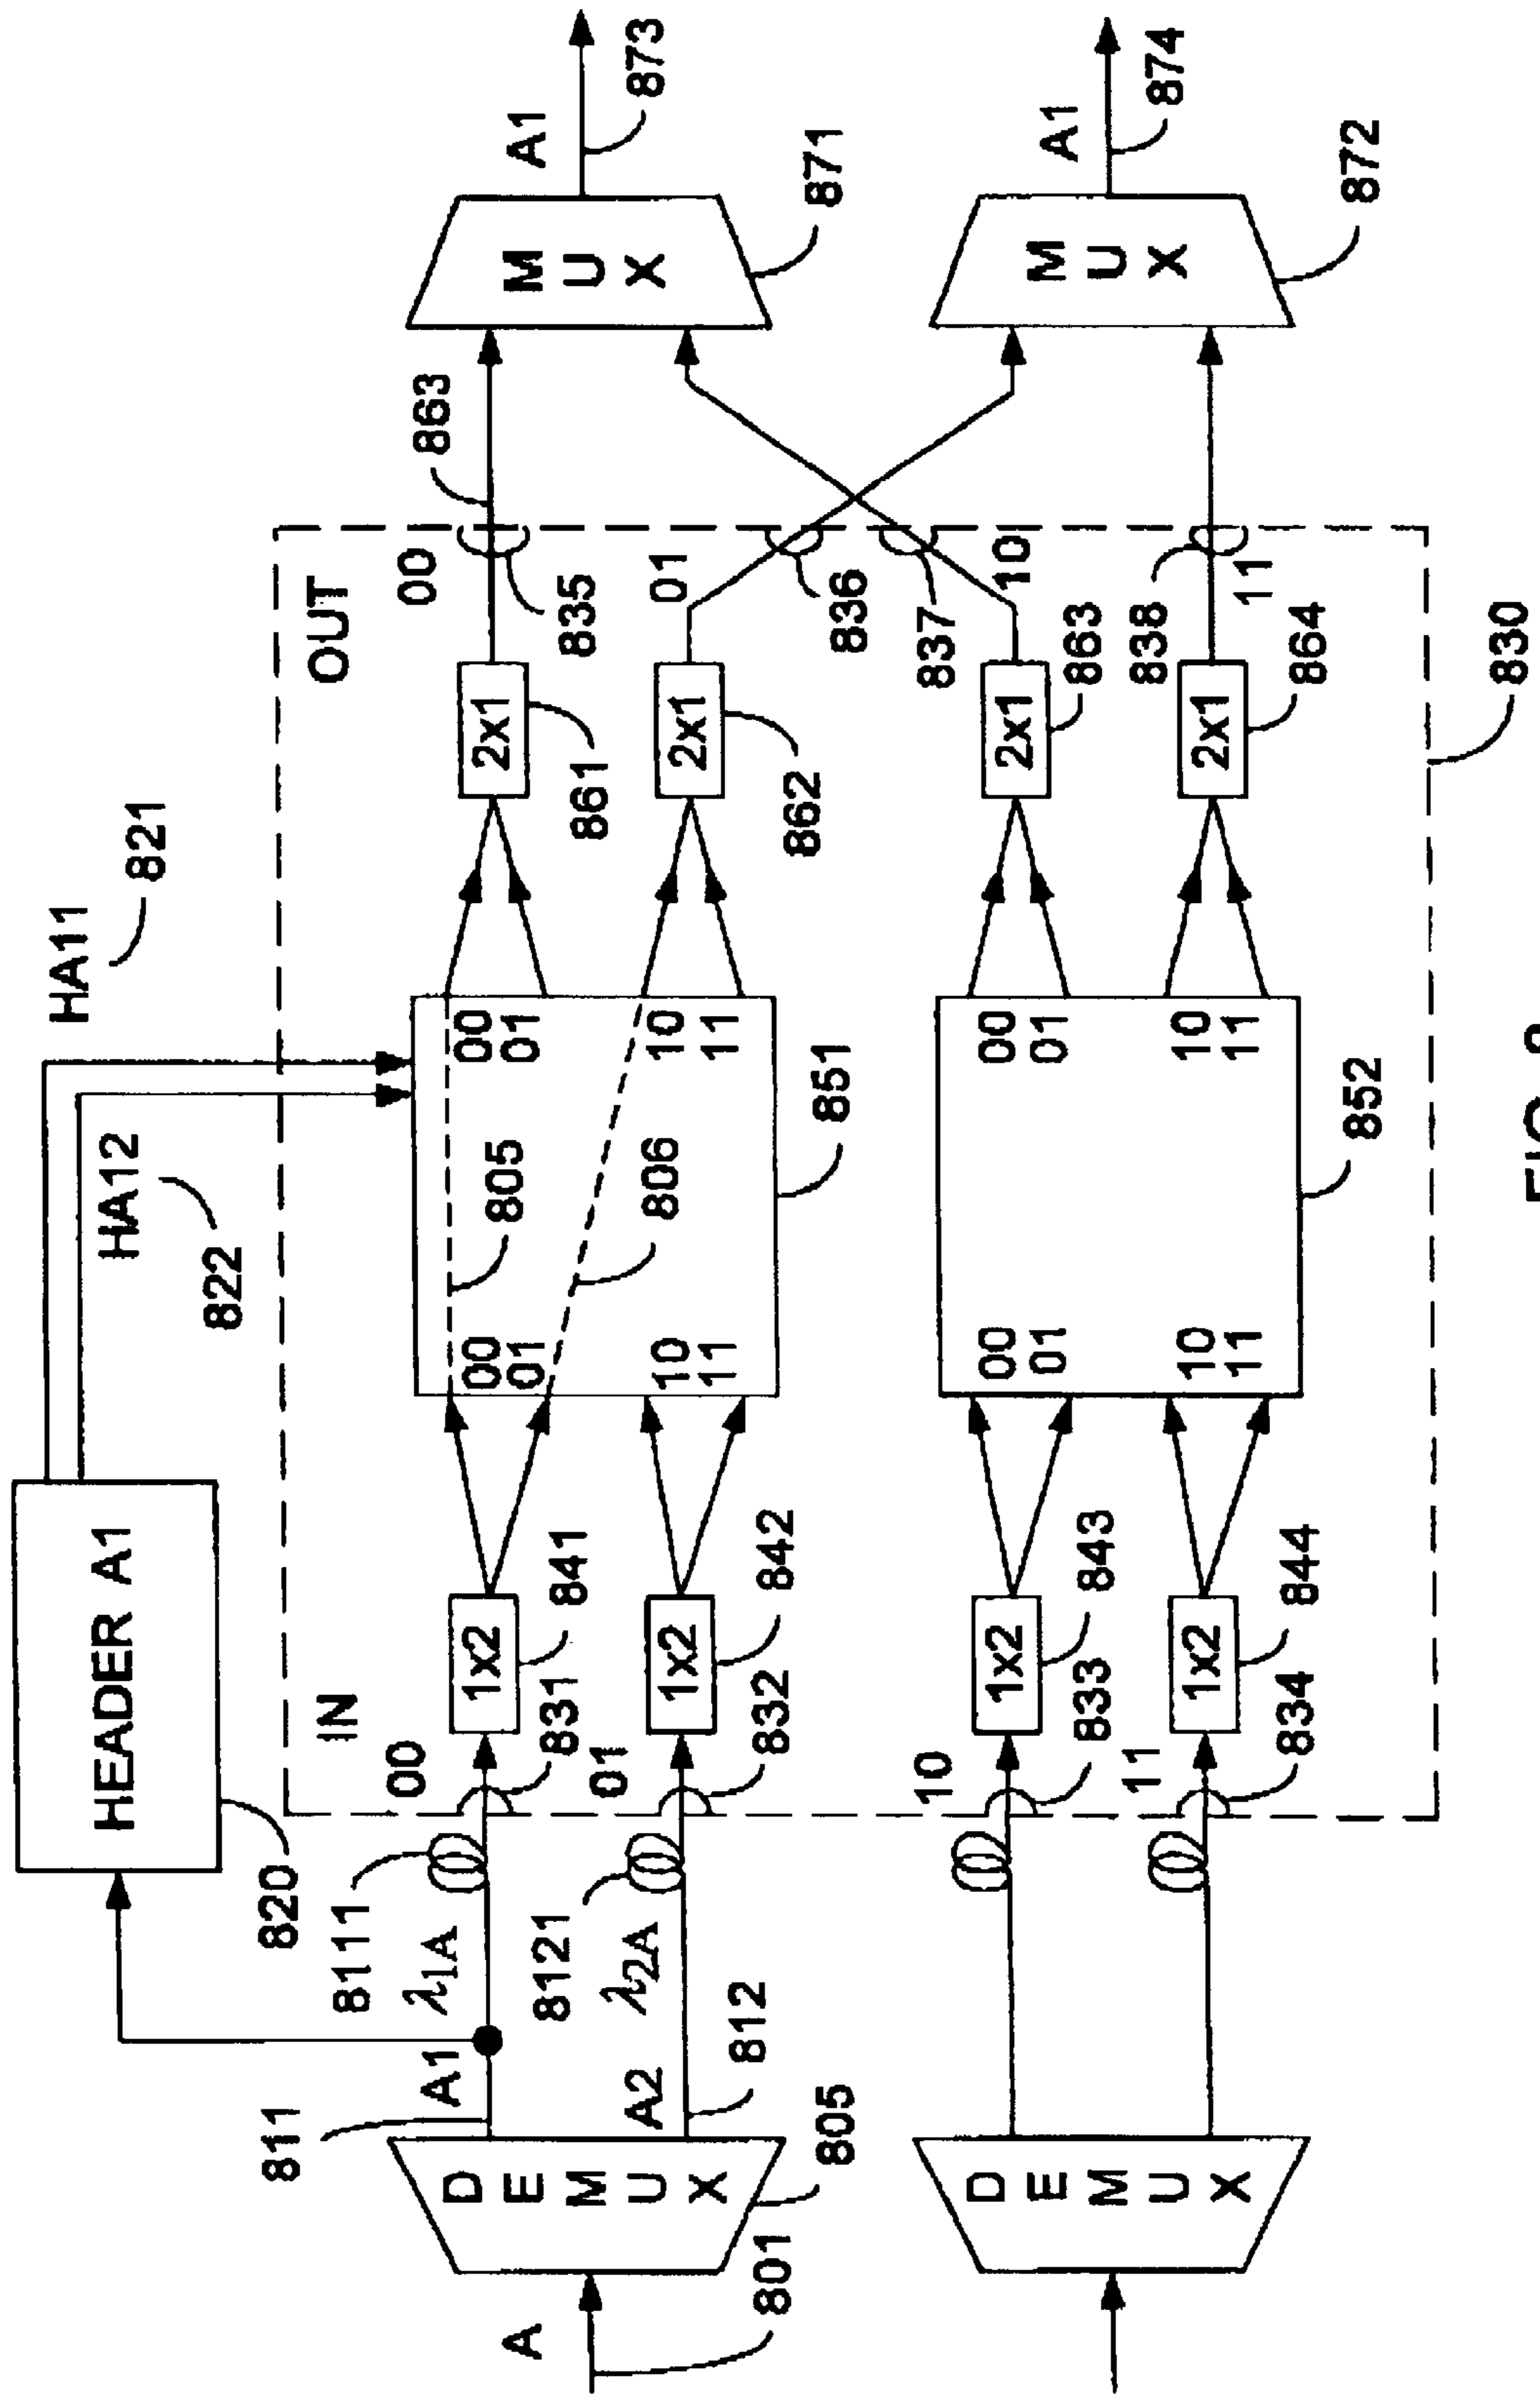 HEADER A1
820
HA11
821
HA12
822
A
801
D
E
M
U
X
805
811
A1
A2
812
8111
λ1A
8121
λ2A
IN
00
831
01
832
10
833
11
834
1x2
841
1x2
842
1x2
843
1x2
844
00
01
10
11
805
806
00
01
10
11
851
00
01
10
11
00
01
10
11
852
2x1
861
2x1
862
2x1
863
2x1
864
OUT
00
835
01
836
837
10
838
11
863
830
M
U
X
871
A1
873
M
U
X
872
A1
874
D
E
M
U
X